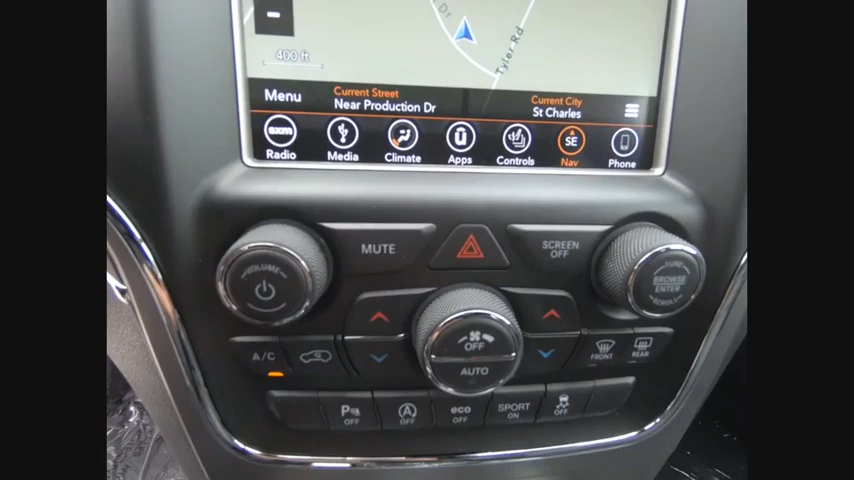 Dr
400 ft
Tyler Rd
Menu
Current Street
Near Production Dr
Current City
St Charles
sxm
SE
Radio
Media
Climate
Apps
Controls
Nav
Phone
MUTE
SCREEN
OFF
VOLUME
TUNE
BROWSE
ENTER
SCROLL
OFF
AUTO
A/C
FRONT
REAR
P
OFF
A
OFF
eco
OFF
SPORT
ON
OFF